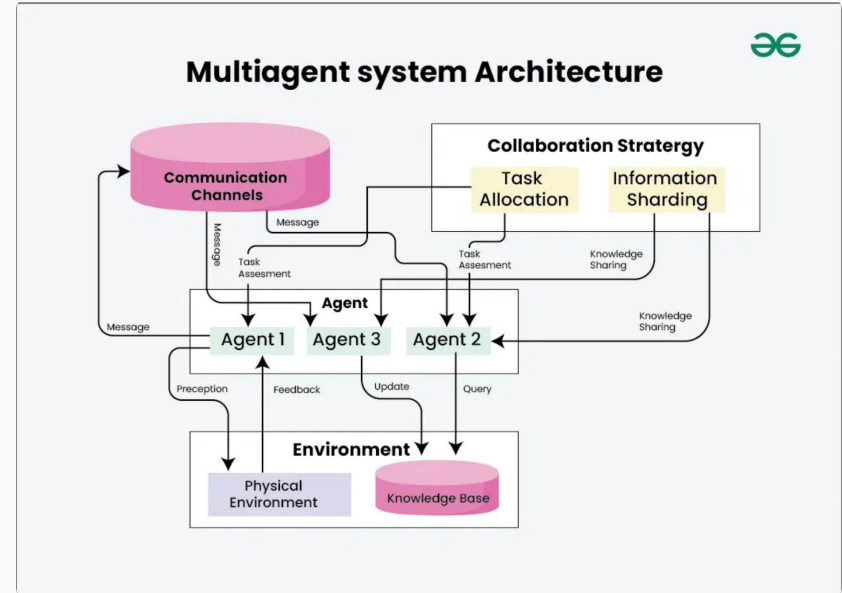 Multiagent system Architecture
Communication
Channels
Collaboration Stratergy
Task
Allocation
Information
Sharding
Message
Message
Task
Assesment
Task
Assesment
Knowledge
Sharing
Knowledge
Sharing
Message
Agent
Agent 1
Agent 3
Agent 2
Preception
Feedback
Update
Query
Environment
Physical
Environment
Knowledge Base